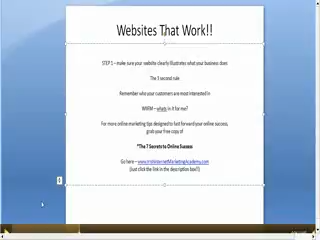 Websites That Work!!
STEP 1 – make sure your website clearly illustrates what your business does
The 3 second rule
Remember who your customers are most interested in
WIIFM – whats in it for me?
For more online marketing tips designed to fast forward your online success,
grab your free copy of
"The 7 Secrets to Online Success
Go here – www.IrishInternetMarketingAcademy.com
(Just click the link in the description box!!)